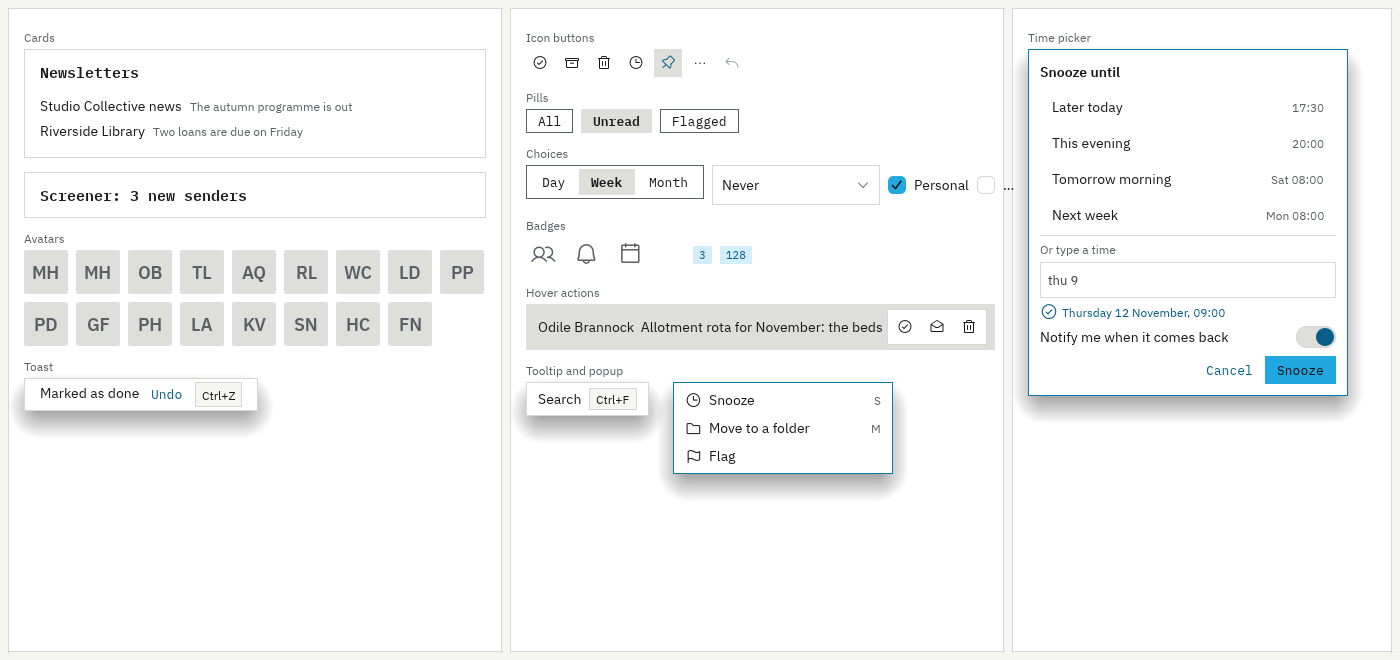 Cards
Newsletters
Studio Collective news The autumn programme is out
Riverside Library Two loans are due on Friday
Screener: 3 new senders
Avatars
MH MH OB TL AQ RL WC LD PP
PD GF PH LA KV SN HC FN
Toast
Marked as done Undo Ctrl+Z
Icon buttons
Pills
All Unread Flagged
Choices
Day Week Month Never Personal ...
Badges
3 128
Hover actions
Odile Brannock Allotment rota for November: the beds
Tooltip and popup
Search Ctrl+F
Snooze S
Move to a folder M
Flag
Time picker
Snooze until
Later today 17:30
This evening 20:00
Tomorrow morning Sat 08:00
Next week Mon 08:00
Or type a time
thu 9
Thursday 12 November, 09:00
Notify me when it comes back
Cancel Snooze